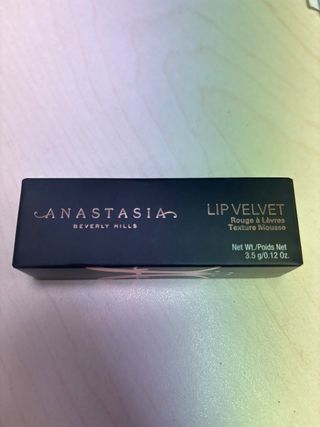 ANASTASIA
BEVERLY HILLS
LIP VELVET
Rouge à Lèvres
Texture Mousse
Net Wt./Poids Net
3.5 g/0.12 Oz.